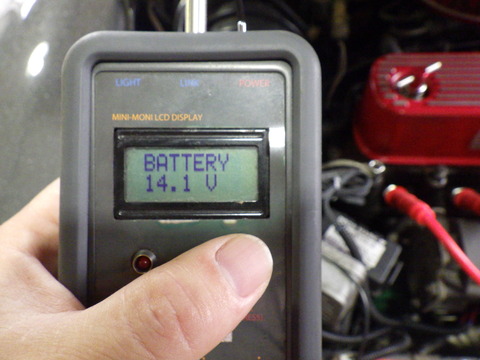 LIGHT LINK POWER
MINI-MONI LCD DISPLAY
BATTERY
14.1 V